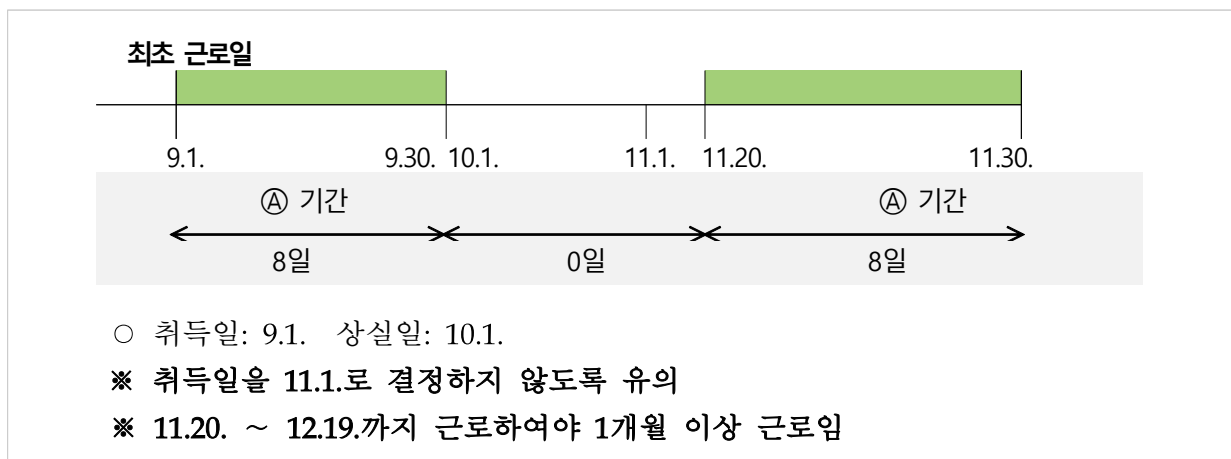 최초 근로일
9.1. 9.30. 10.1. 11.1. 11.20. 11.30.
Ⓐ 기간 Ⓐ 기간
8일 0일 8일
○ 취득일: 9.1. 상실일: 10.1.
※ 취득일을 11.1.로 결정하지 않도록 유의
※ 11.20. ~ 12.19.까지 근로하여야 1개월 이상 근로임